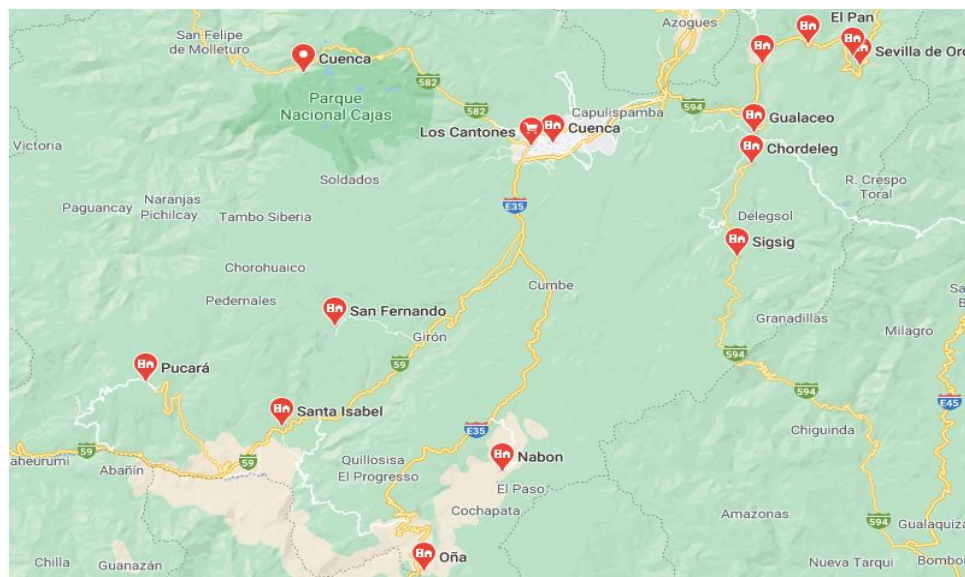 El Pan
Azogues
San Felipe
de Molleturo
Sevilla de Oro
Cuenca
582
Parque
Nacional Cajas
582
594
Capulispamba
Gualaceo
Los Cantones
Cuenca
Victoria
Chordeleg
Soldados
R. Crespo
Toral
Naranjas
Pichilcay
Paguancay
E35
Tambo Siberia
Delegsol
Sigsig
Chorohuaico
Cumbe
Pedernales
San Fernando
Granadillas
Milagro
Girón
594
Pucará
59
594
E45
Santa Isabel
Chiguinda
E35
59
aheurumi
Abañín
59
Quillosisa
El Progresso
Nabon
El Paso
Cochapata
Amazonas
594
Gualaquiza
Oña
Chilla
Guanazán
Nueva Tarqui
Bomboi